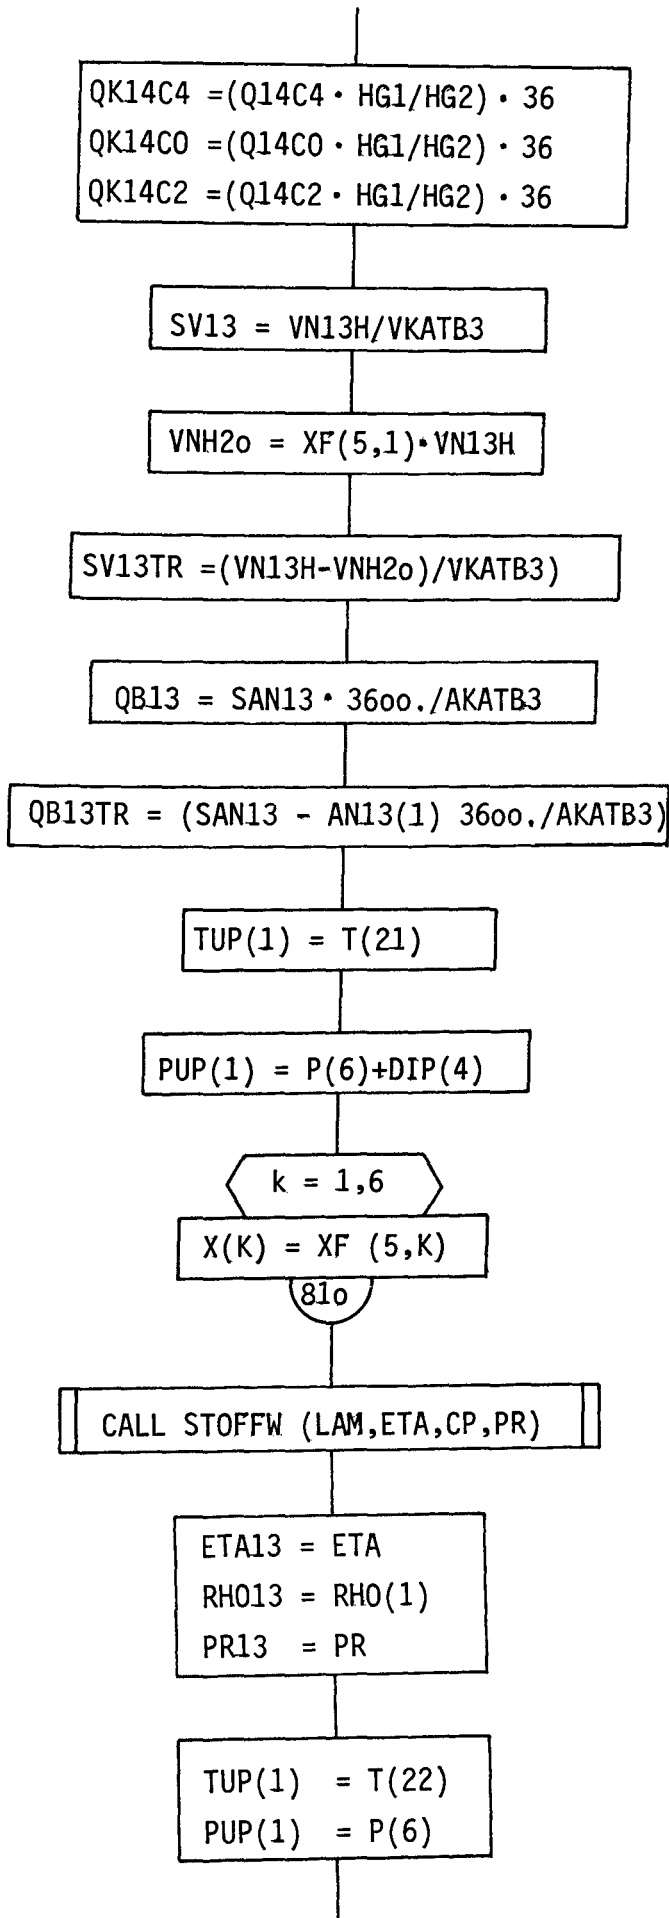 QK14C4 =(Q14C4 · HG1/HG2) · 36
QK14CO =(Q14CO · HG1/HG2) · 36
QK14C2 =(Q14C2 · HG1/HG2) · 36
SV13 = VN13H/VKATB3
VNH2o = XF(5,1)·VN13H
SV13TR =(VN13H-VNH2o)/VKATB3)
QB13 = SAN13 · 36oo./AKATB3
QB13TR = (SAN13 - AN13(1) 36oo./AKATB3)
TUP(1) = T(21)
PUP(1) = P(6)+DIP(4)
k = 1,6
X(K) = XF (5,K)
81o
CALL STOFFW (LAM,ETA,CP,PR)
ETA13 = ETA
RHO13 = RHO(1)
PR13 = PR
TUP(1) = T(22)
PUP(1) = P(6)